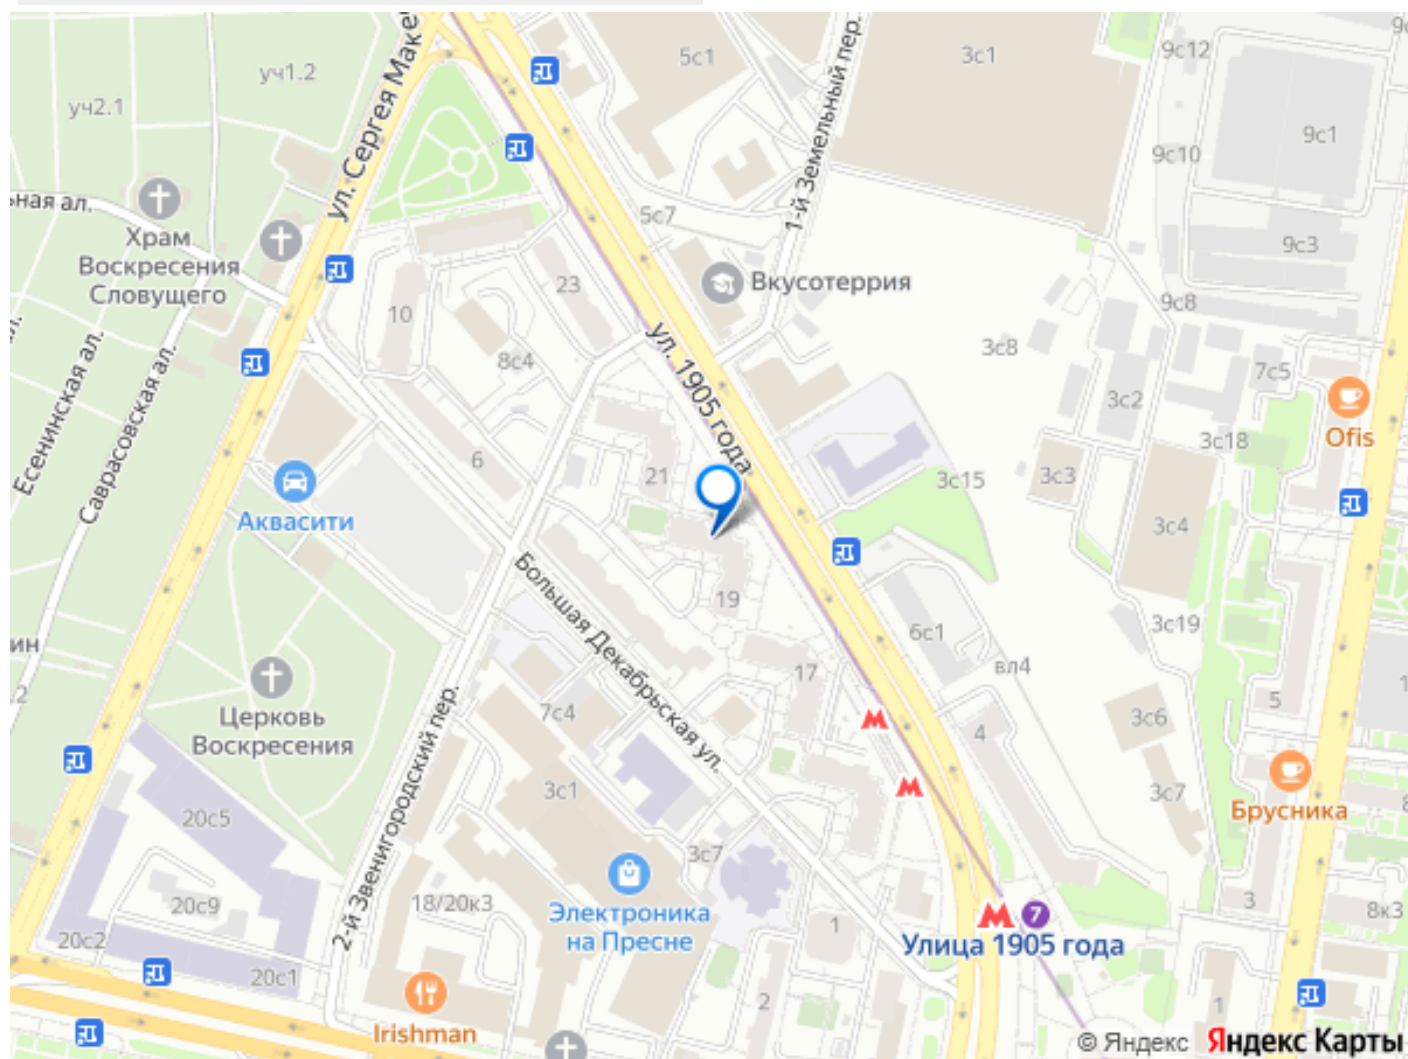 уч1.2
уч2.1
ул. Сергея Маке
5с1
3с1
1-й Земельный пер.
9с12
9с1
9с10
ная ал.
Храм
Воскресения
Словущего
5с7
9с3
Вкусотеррия
23
10
9с8
8с4
ул. 1905 года
3с8
7с5
3с2
Есенинская ал.
Саврасовская ал.
3с18
Ofis
6
21
3с15
3с3
3с4
Аквасити
Большая Декабрьская ул.
19
6с1
3с19
ин
вл4
17
5
2
Церковь
Воскресения
7с4
4
3с6
2-й Звенигородский пер.
3с1
3с7
Брусника
20с5
3с7
Электроника
на Пресне
18/20к3
20с9
3
8к3
7
Улица 1905 года
20с2
1
20с1
2
1
Irishman
© Яндекс Яндекс Карты